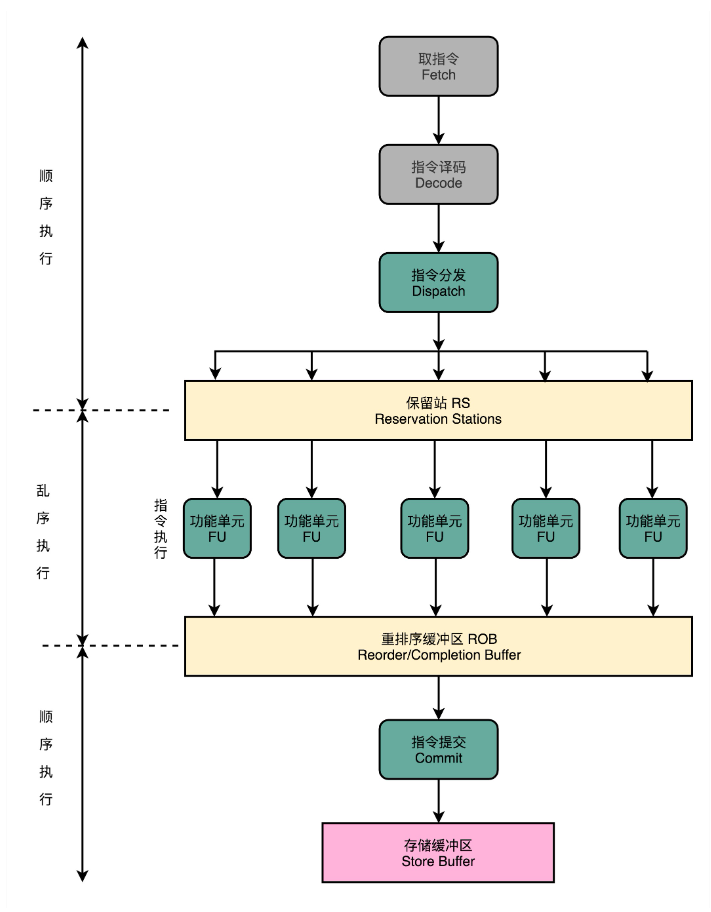 取指令
Fetch
指令译码
Decode
顺
序
执
行
指令分发
Dispatch
保留站 RS
Reservation Stations
乱
序
执
行
指
令
执
行
功能单元
FU
功能单元
FU
功能单元
FU
功能单元
FU
功能单元
FU
重排序缓冲区 ROB
Reorder/Completion Buffer
顺
序
执
行
指令提交
Commit
存储缓冲区
Store Buffer